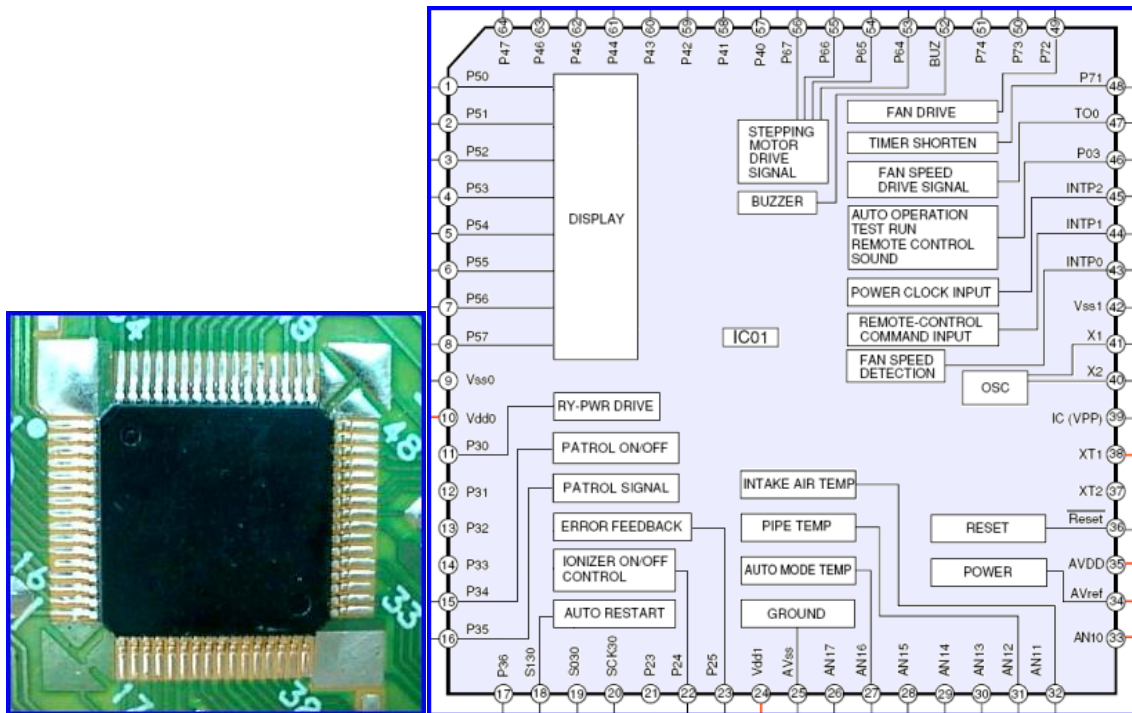 64
63
62
61
60
59
58
57
56
55
54
53
52
51
50
49
P47
P46
P45
P44
P43
P42
P41
P40
P67
P66
P65
P64
BUZ
P74
P73
P72
1
P50
2
P51
3
P52
4
P53
5
P54
6
P55
7
P56
8
P57
9
Vss0
10
Vdd0
11
P30
12
P31
13
P32
14
P33
15
P34
16
P35
DISPLAY
STEPPING
MOTOR
DRIVE
SIGNAL
BUZZER
FAN DRIVE
TIMER SHORTEN
FAN SPEED
DRIVE SIGNAL
AUTO OPERATION
TEST RUN
REMOTE CONTROL
SOUND
POWER CLOCK INPUT
REMOTE-CONTROL
COMMAND INPUT
FAN SPEED
DETECTION
OSC
IC01
RY-PWR DRIVE
PATROL ON/OFF
PATROL SIGNAL
ERROR FEEDBACK
IONIZER ON/OFF
CONTROL
AUTO RESTART
INTAKE AIR TEMP
PIPE TEMP
AUTO MODE TEMP
GROUND
RESET
POWER
P71
48
TO0
47
P03
46
INTP2
45
INTP1
44
INTP0
43
Vss1
42
X1
41
X2
40
IC (VPP)
39
XT1
38
XT2
37
Reset
36
AVDD
35
AVref
34
AN10
33
P36
S130
S030
SCK30
P23
P24
P25
Vdd1
AVss
AN17
AN16
AN15
AN14
AN13
AN12
AN11
17
18
19
20
21
22
23
24
25
26
27
28
29
30
31
32
48
16
33
17